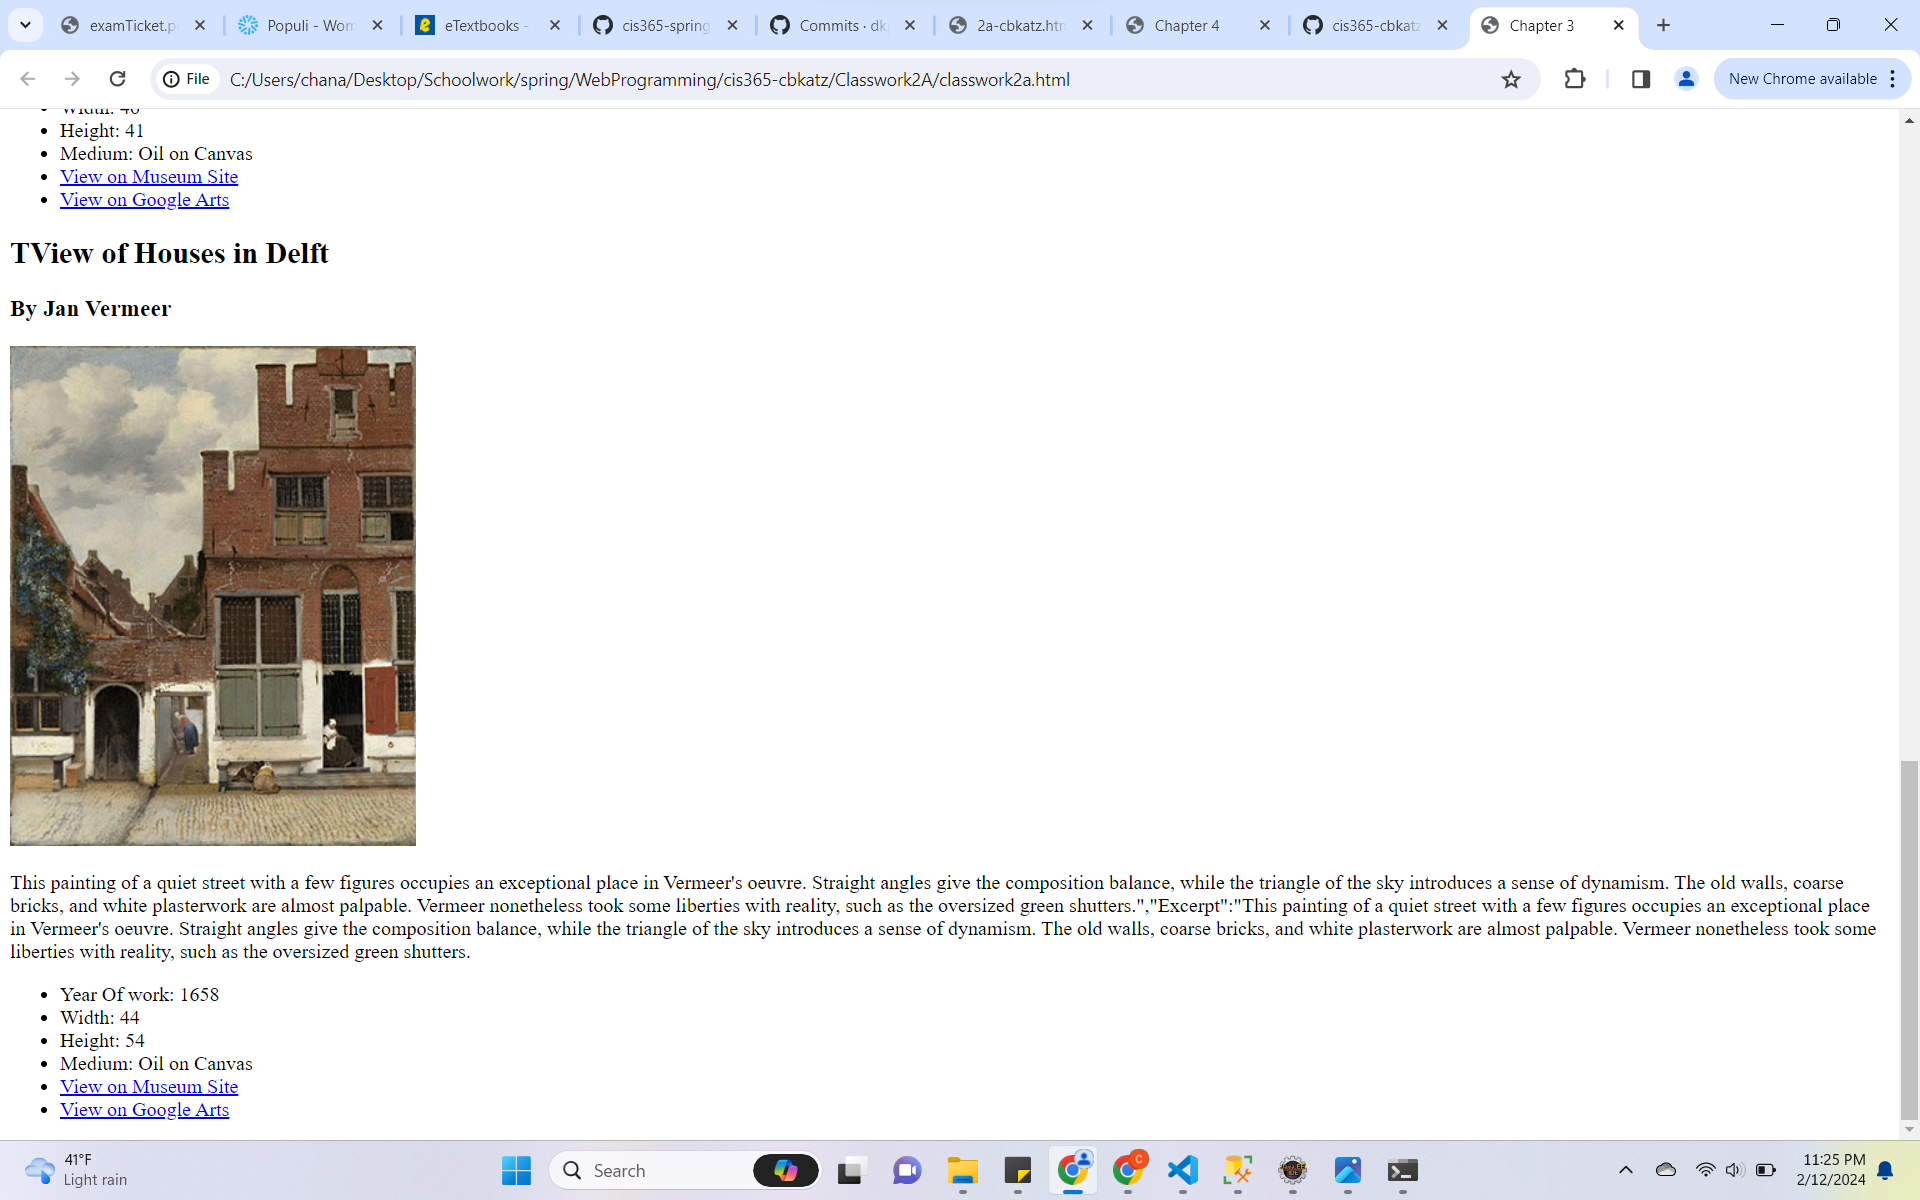 examTicket.p
Populi - Wom
eTextbooks -
cis365-spring
Commits · dk
2a-cbkatz.htm
Chapter 4
cis365-cbkatz
Chapter 3
File
C:/Users/chana/Desktop/Schoolwork/spring/WebProgramming/cis365-cbkatz/Classwork2A/classwork2a.html
New Chrome available
Width: 46
Height: 41
Medium: Oil on Canvas
View on Museum Site
View on Google Arts
TView of Houses in Delft
By Jan Vermeer
This painting of a quiet street with a few figures occupies an exceptional place in Vermeer's oeuvre. Straight angles give the composition balance, while the triangle of the sky introduces a sense of dynamism. The old walls, coarse
bricks, and white plasterwork are almost palpable. Vermeer nonetheless took some liberties with reality, such as the oversized green shutters.","Excerpt":"This painting of a quiet street with a few figures occupies an exceptional place
in Vermeer's oeuvre. Straight angles give the composition balance, while the triangle of the sky introduces a sense of dynamism. The old walls, coarse bricks, and white plasterwork are almost palpable. Vermeer nonetheless took some
liberties with reality, such as the oversized green shutters.
Year Of work: 1658
Width: 44
Height: 54
Medium: Oil on Canvas
View on Museum Site
View on Google Arts
41°F
Light rain
Search
C
11:25 PM
2/12/2024